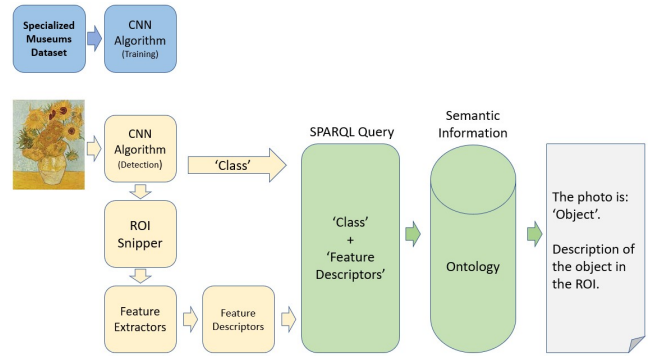 Specialized
Museums
Dataset
CNN
Algorithm
(Training)
CNN
Algorithm
(Detection)
'Class'
ROI
Snipper
Feature
Extractors
Feature
Descriptors
SPARQL Query
'Class'
+
'Feature
Descriptors'
Semantic
Information
Ontology
The photo is:
'Object'.
Description of
the object in
the ROI.